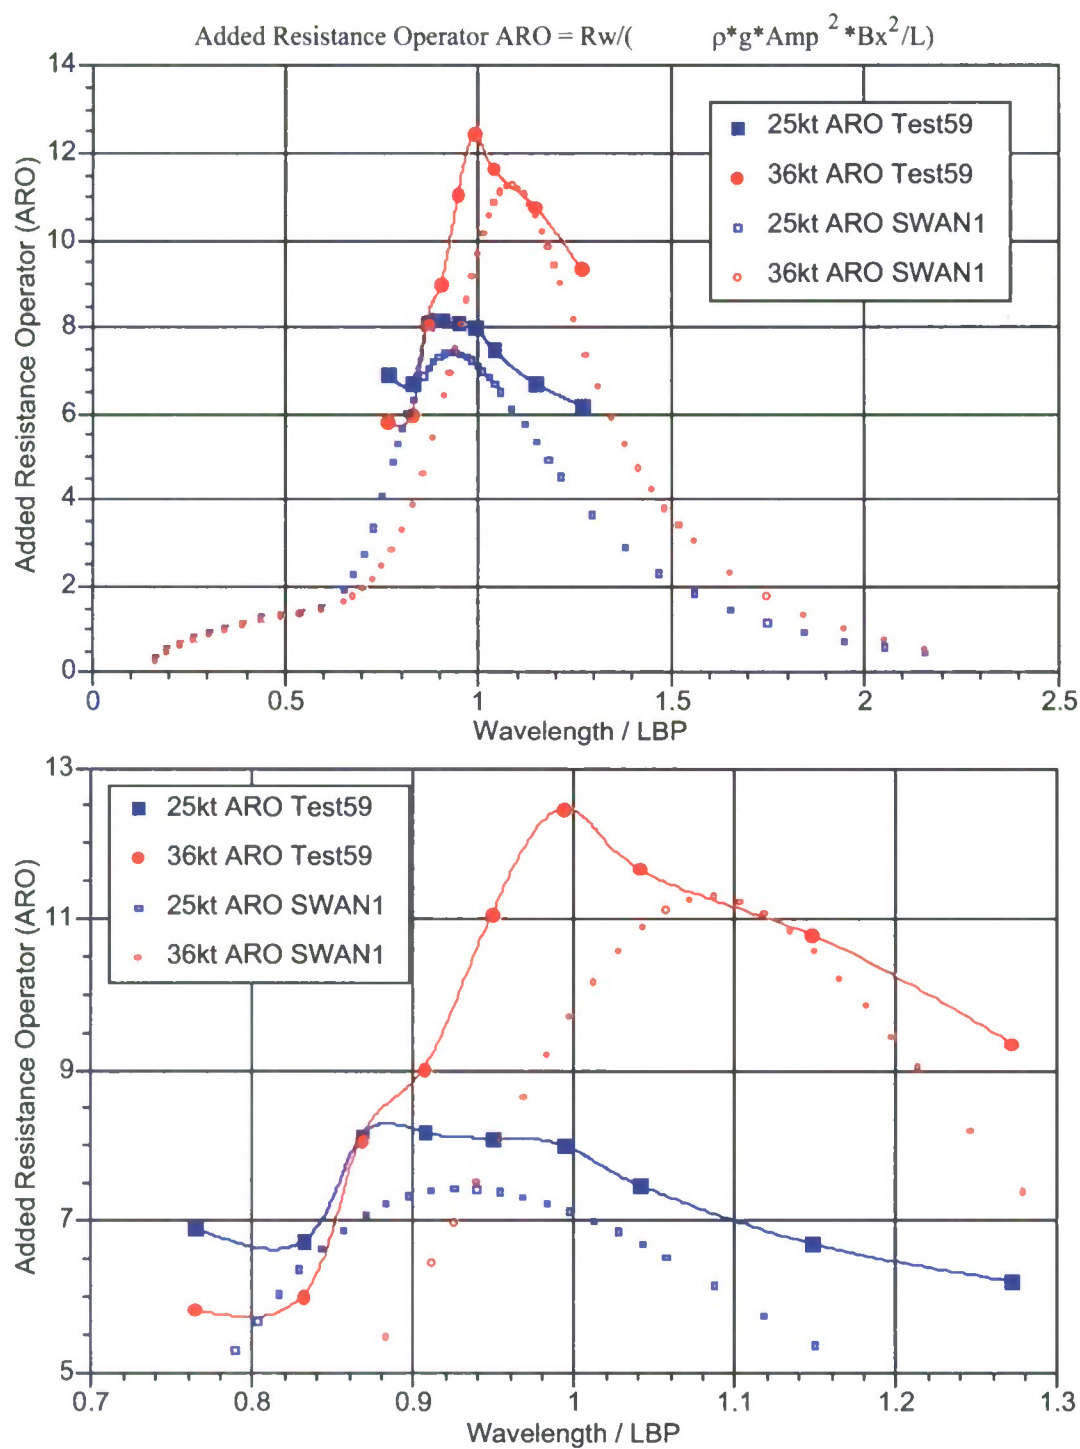 Added Resistance Operator ARO = Rw/( ρ*g*Amp 2 *Bx2/L)
14
12
10
8
6
4
2
0
Added Resistance Operator (ARO)
25kt ARO Test59
36kt ARO Test59
25kt ARO SWAN1
36kt ARO SWAN1
0 0.5 1 1.5 2 2.5
Wavelength / LBP
13
11
9
7
5
Added Resistance Operator (ARO)
25kt ARO Test59
36kt ARO Test59
25kt ARO SWAN1
36kt ARO SWAN1
0.7 0.8 0.9 1 1.1 1.2 1.3
Wavelength / LBP